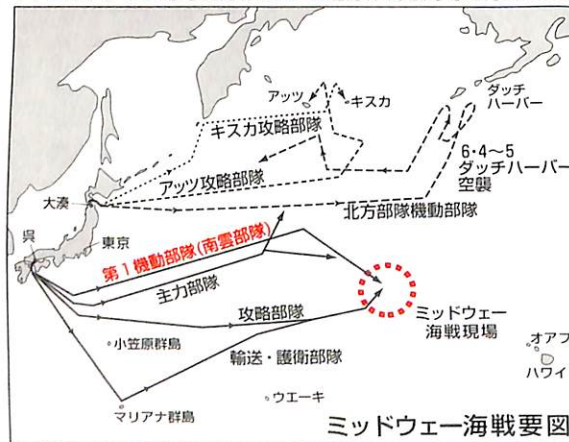 アッツ
キスカ
ダッチ
ハーバー
キスカ攻略部隊
6・4〜5
ダッチハーバー
空襲
アッツ攻略部隊
大湊
北方部隊機動部隊
呉
東京
第1機動部隊(南雲部隊)
主力部隊
攻略部隊
ミッドウェー
海戦現場
小笠原群島
輸送・護衛部隊
オアフ
ハワイ
ウエーキ
マリアナ群島
ミッドウェー海戦要図